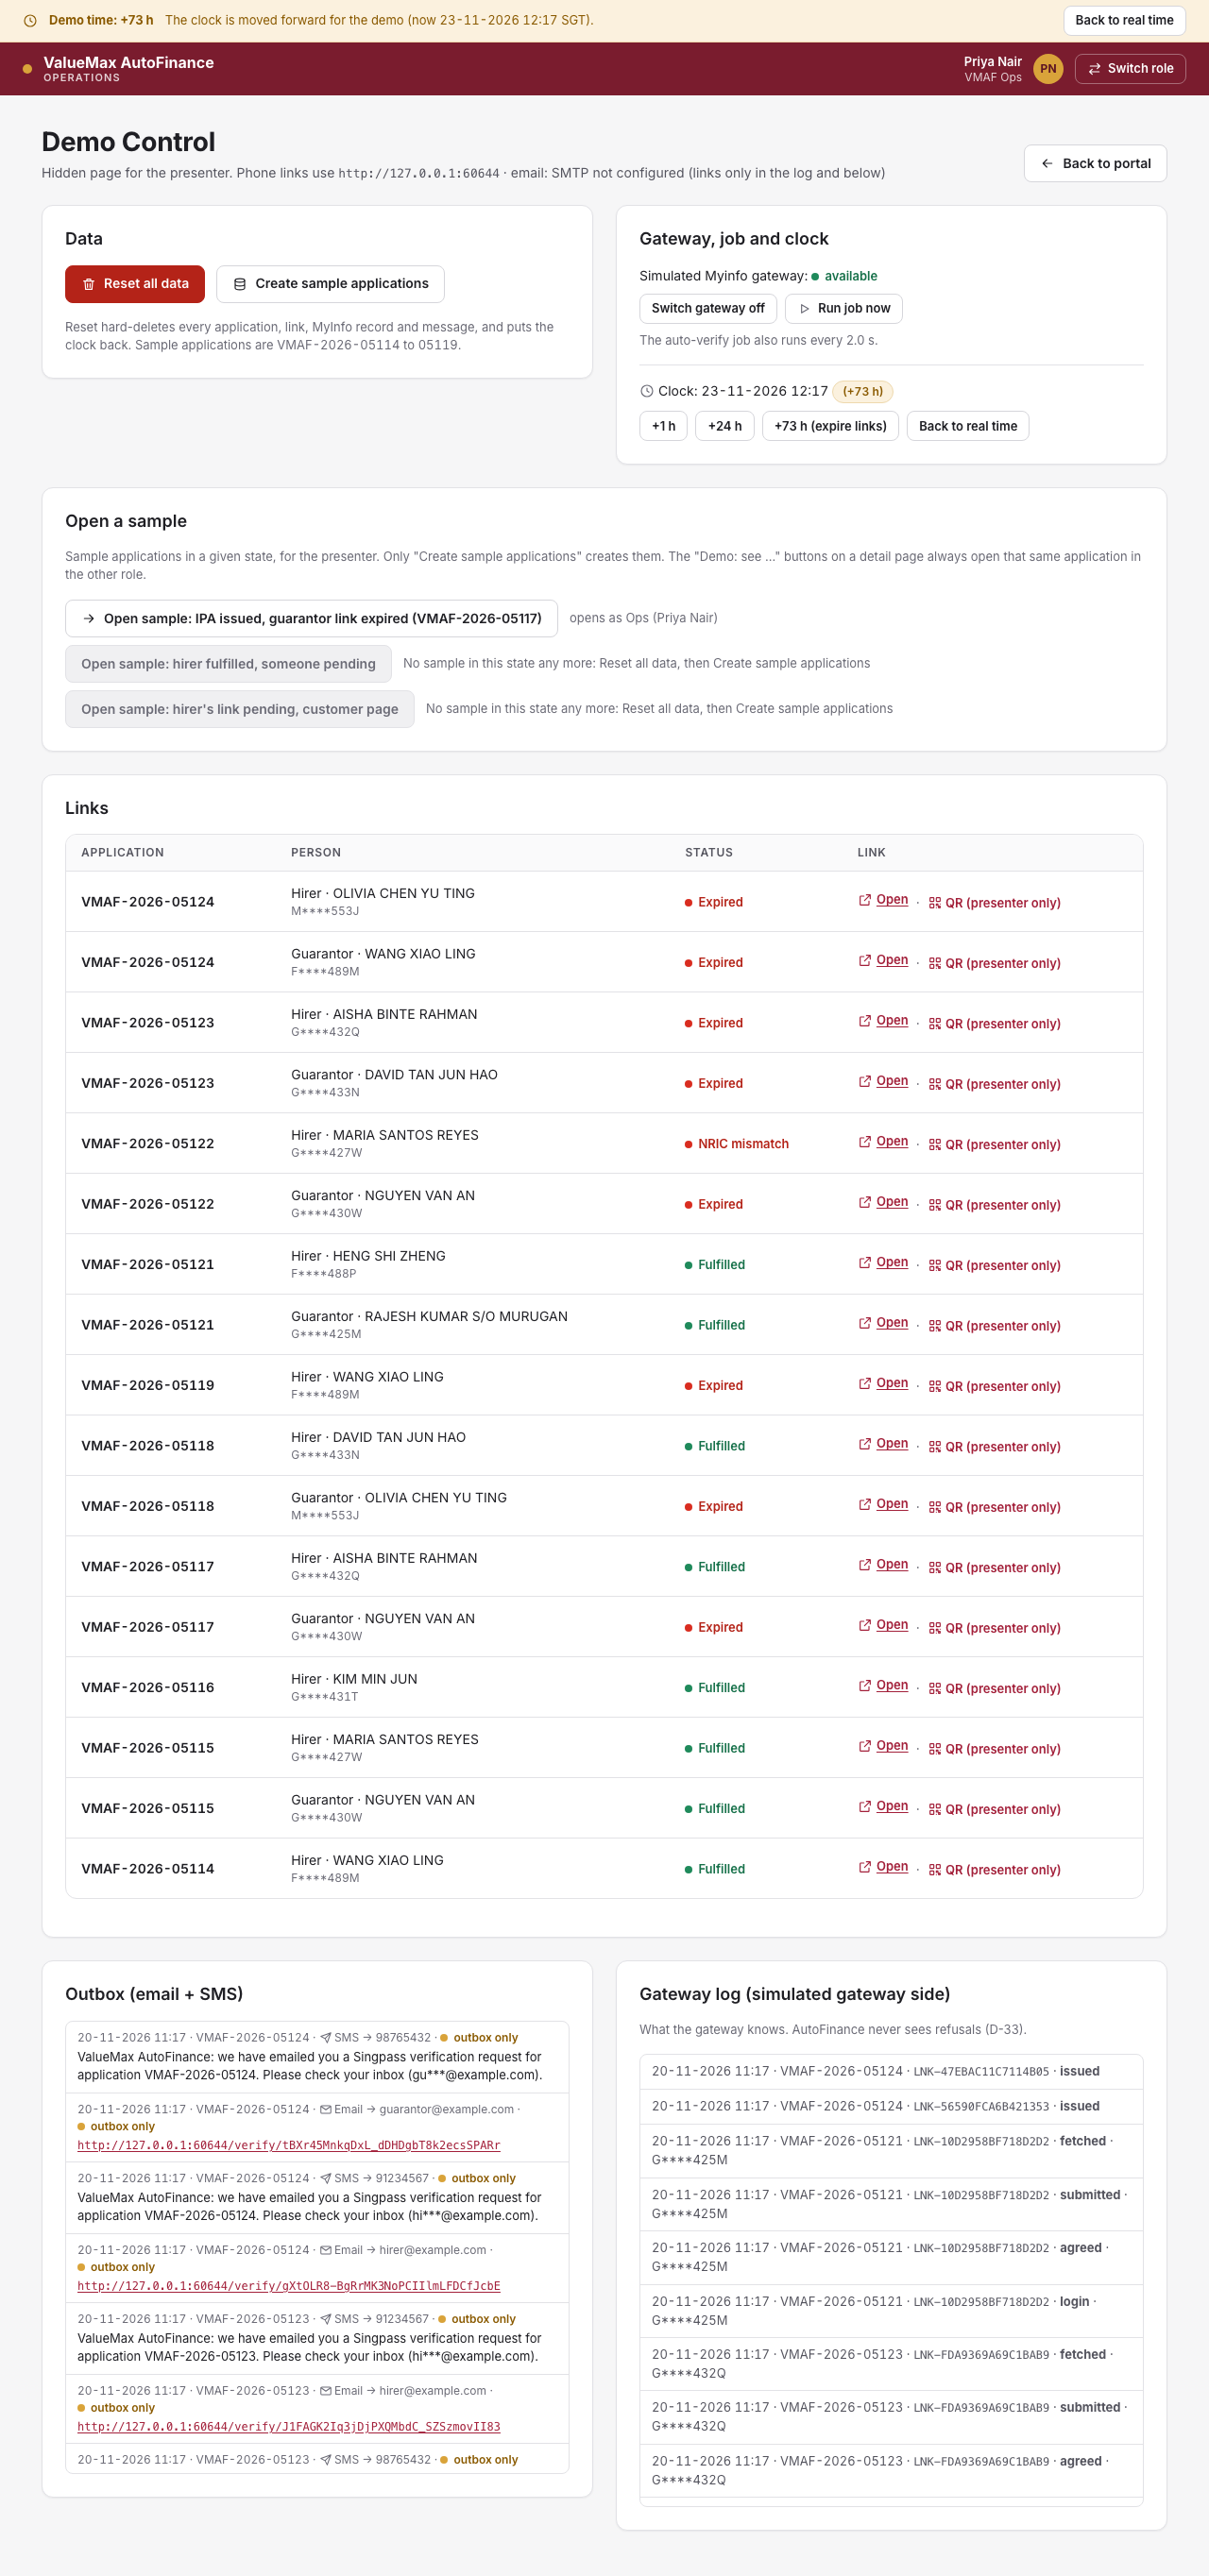 Demo time: +73 h The clock is moved forward for the demo (now 23-11-2026 12:17 SGT). Back to real time
ValueMax AutoFinance
OPERATIONS
Priya Nair
VMAF Ops
PN
Switch role
Demo Control
Hidden page for the presenter. Phone links use http://127.0.0.1:60644 · email: SMTP not configured (links only in the log and below)
Back to portal
Data
Reset all data Create sample applications
Reset hard-deletes every application, link, MyInfo record and message, and puts the
clock back. Sample applications are VMAF-2026-05114 to 05119.
Gateway, job and clock
Simulated Myinfo gateway: available
Switch gateway off Run job now
The auto-verify job also runs every 2.0 s.
Clock: 23-11-2026 12:17 (+73 h)
+1 h +24 h +73 h (expire links) Back to real time
Open a sample
Sample applications in a given state, for the presenter. Only "Create sample applications" creates them. The "Demo: see ..." buttons on a detail page always open that same application in
the other role.
Open sample: IPA issued, guarantor link expired (VMAF-2026-05117) opens as Ops (Priya Nair)
Open sample: hirer fulfilled, someone pending No sample in this state any more: Reset all data, then Create sample applications
Open sample: hirer's link pending, customer page No sample in this state any more: Reset all data, then Create sample applications
Links
APPLICATION PERSON STATUS LINK
VMAF-2026-05124 Hirer · OLIVIA CHEN YU TING Expired Open · QR (presenter only)
M****553J
VMAF-2026-05124 Guarantor · WANG XIAO LING Expired Open · QR (presenter only)
F****489M
VMAF-2026-05123 Hirer · AISHA BINTE RAHMAN Expired Open · QR (presenter only)
G****432Q
VMAF-2026-05123 Guarantor · DAVID TAN JUN HAO Expired Open · QR (presenter only)
G****433N
VMAF-2026-05122 Hirer · MARIA SANTOS REYES NRIC mismatch Open · QR (presenter only)
G****427W
VMAF-2026-05122 Guarantor · NGUYEN VAN AN Expired Open · QR (presenter only)
G****430W
VMAF-2026-05121 Hirer · HENG SHI ZHENG Fulfilled Open · QR (presenter only)
F****488P
VMAF-2026-05121 Guarantor · RAJESH KUMAR S/O MURUGAN Fulfilled Open · QR (presenter only)
G****425M
VMAF-2026-05119 Hirer · WANG XIAO LING Expired Open · QR (presenter only)
F****489M
VMAF-2026-05118 Hirer · DAVID TAN JUN HAO Fulfilled Open · QR (presenter only)
G****433N
VMAF-2026-05118 Guarantor · OLIVIA CHEN YU TING Expired Open · QR (presenter only)
M****553J
VMAF-2026-05117 Hirer · AISHA BINTE RAHMAN Fulfilled Open · QR (presenter only)
G****432Q
VMAF-2026-05117 Guarantor · NGUYEN VAN AN Expired Open · QR (presenter only)
G****430W
VMAF-2026-05116 Hirer · KIM MIN JUN Fulfilled Open · QR (presenter only)
G****431T
VMAF-2026-05115 Hirer · MARIA SANTOS REYES Fulfilled Open · QR (presenter only)
G****427W
VMAF-2026-05115 Guarantor · NGUYEN VAN AN Fulfilled Open · QR (presenter only)
G****430W
VMAF-2026-05114 Hirer · WANG XIAO LING Fulfilled Open · QR (presenter only)
F****489M
Outbox (email + SMS)
20-11-2026 11:17 · VMAF-2026-05124 · SMS → 98765432 · outbox only
ValueMax AutoFinance: we have emailed you a Singpass verification request for
application VMAF-2026-05124. Please check your inbox (gu***@example.com).
20-11-2026 11:17 · VMAF-2026-05124 · Email → guarantor@example.com ·
outbox only
http://127.0.0.1:60644/verify/tBXr45MnkqDxL_dDHDgbT8k2ecsSPARr
20-11-2026 11:17 · VMAF-2026-05124 · SMS → 91234567 · outbox only
ValueMax AutoFinance: we have emailed you a Singpass verification request for
application VMAF-2026-05124. Please check your inbox (hi***@example.com).
20-11-2026 11:17 · VMAF-2026-05124 · Email → hirer@example.com ·
outbox only
http://127.0.0.1:60644/verify/gXtOLR8-BgRrMK3NoPCIIlmLFDCfJcbE
20-11-2026 11:17 · VMAF-2026-05123 · SMS → 91234567 · outbox only
ValueMax AutoFinance: we have emailed you a Singpass verification request for
application VMAF-2026-05123. Please check your inbox (hi***@example.com).
20-11-2026 11:17 · VMAF-2026-05123 · Email → hirer@example.com ·
outbox only
http://127.0.0.1:60644/verify/J1FAGK2Iq3jDjPXQMbdC_SZSzmovII83
20-11-2026 11:17 · VMAF-2026-05123 · SMS → 98765432 · outbox only
Gateway log (simulated gateway side)
What the gateway knows. AutoFinance never sees refusals (D-33).
20-11-2026 11:17 · VMAF-2026-05124 · LNK-47EBAC11C7114B05 · issued
20-11-2026 11:17 · VMAF-2026-05124 · LNK-56590FCA6B421353 · issued
20-11-2026 11:17 · VMAF-2026-05121 · LNK-10D2958BF718D2D2 · fetched ·
G****425M
20-11-2026 11:17 · VMAF-2026-05121 · LNK-10D2958BF718D2D2 · submitted ·
G****425M
20-11-2026 11:17 · VMAF-2026-05121 · LNK-10D2958BF718D2D2 · agreed ·
G****425M
20-11-2026 11:17 · VMAF-2026-05121 · LNK-10D2958BF718D2D2 · login ·
G****425M
20-11-2026 11:17 · VMAF-2026-05123 · LNK-FDA9369A69C1BAB9 · fetched ·
G****432Q
20-11-2026 11:17 · VMAF-2026-05123 · LNK-FDA9369A69C1BAB9 · submitted ·
G****432Q
20-11-2026 11:17 · VMAF-2026-05123 · LNK-FDA9369A69C1BAB9 · agreed ·
G****432Q